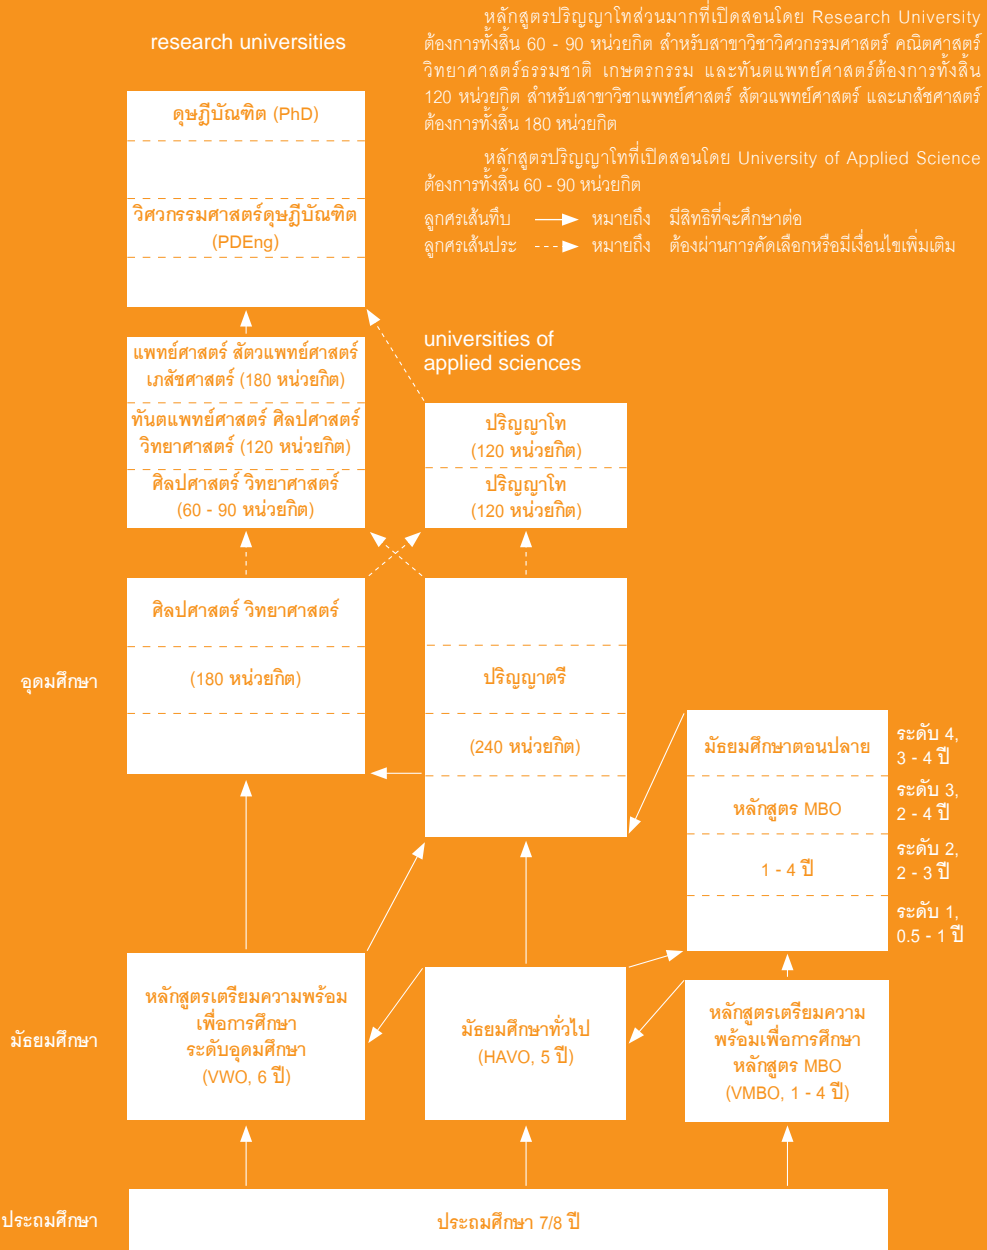 research universities
หลักสูตรปริญญาโทส่วนมากที่เปิดสอนโดย Research University
ต้องการทั้งสิ้น 60 - 90 หน่วยกิต สำหรับสาขาวิชาวิศวกรรมศาสตร์ คณิตศาสตร์
วิทยาศาสตร์ธรรมชาติ เกษตรกรรม และทันตแพทย์ศาสตร์ต้องการทั้งสิ้น
120 หน่วยกิต สำหรับสาขาวิชาแพทย์ศาสตร์ สัตวแพทย์ศาสตร์ และเภสัชศาสตร์
ต้องการทั้งสิ้น 180 หน่วยกิต
หลักสูตรปริญญาโทที่เปิดสอนโดย University of Applied Science
ต้องการทั้งสิ้น 60 - 90 หน่วยกิต
ลูกศรเส้นทึบ หมายถึง มีสิทธิที่จะศึกษาต่อ
ลูกศรเส้นประ หมายถึง ต้องผ่านการคัดเลือกหรือมีเงื่อนไขเพิ่มเติม
ดุษฎีบัณฑิต (PhD)
วิศวกรรมศาสตร์ดุษฎีบัณฑิต
(PDEng)
universities of
applied sciences
แพทย์ศาสตร์ สัตวแพทย์ศาสตร์
เภสัชศาสตร์ (180 หน่วยกิต)
ทันตแพทย์ศาสตร์ ศิลปศาสตร์
วิทยาศาสตร์ (120 หน่วยกิต)
ศิลปศาสตร์ วิทยาศาสตร์
(60 - 90 หน่วยกิต)
ปริญญาโท
(120 หน่วยกิต)
ปริญญาโท
(120 หน่วยกิต)
อุดมศึกษา
ศิลปศาสตร์ วิทยาศาสตร์
(180 หน่วยกิต)
ปริญญาตรี
(240 หน่วยกิต)
มัธยมศึกษาตอนปลาย
หลักสูตร MBO
1 - 4 ปี
ระดับ 4,
3 - 4 ปี
ระดับ 3,
2 - 4 ปี
ระดับ 2,
2 - 3 ปี
ระดับ 1,
0.5 - 1 ปี
มัธยมศึกษา
หลักสูตรเตรียมความพร้อม
เพื่อการศึกษา
ระดับอุดมศึกษา
(VWO, 6 ปี)
มัธยมศึกษาทั่วไป
(HAVO, 5 ปี)
หลักสูตรเตรียมความ
พร้อมเพื่อการศึกษา
หลักสูตร MBO
(VMBO, 1 - 4 ปี)
ประถมศึกษา
ประถมศึกษา 7/8 ปี